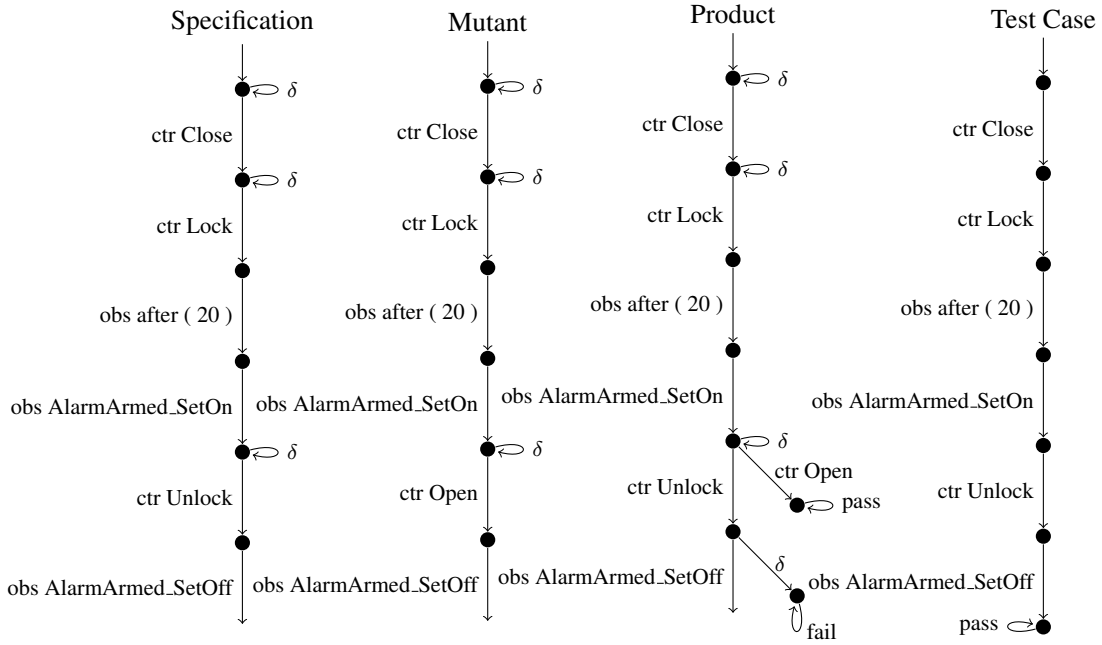 Specification
δ
ctr Close
δ
ctr Lock
obs after ( 20 )
obs AlarmArmed_SetOn
δ
ctr Unlock
obs AlarmArmed_SetOff
Mutant
δ
ctr Close
δ
ctr Lock
obs after ( 20 )
obs AlarmArmed_SetOn
δ
ctr Open
obs AlarmArmed_SetOff
Product
δ
ctr Close
δ
ctr Lock
obs after ( 20 )
obs AlarmArmed_SetOn
δ
ctr Open
ctr Unlock
pass
δ
obs AlarmArmed_SetOff
fail
Test Case
ctr Close
ctr Lock
obs after ( 20 )
obs AlarmArmed_SetOn
ctr Unlock
obs AlarmArmed_SetOff
pass